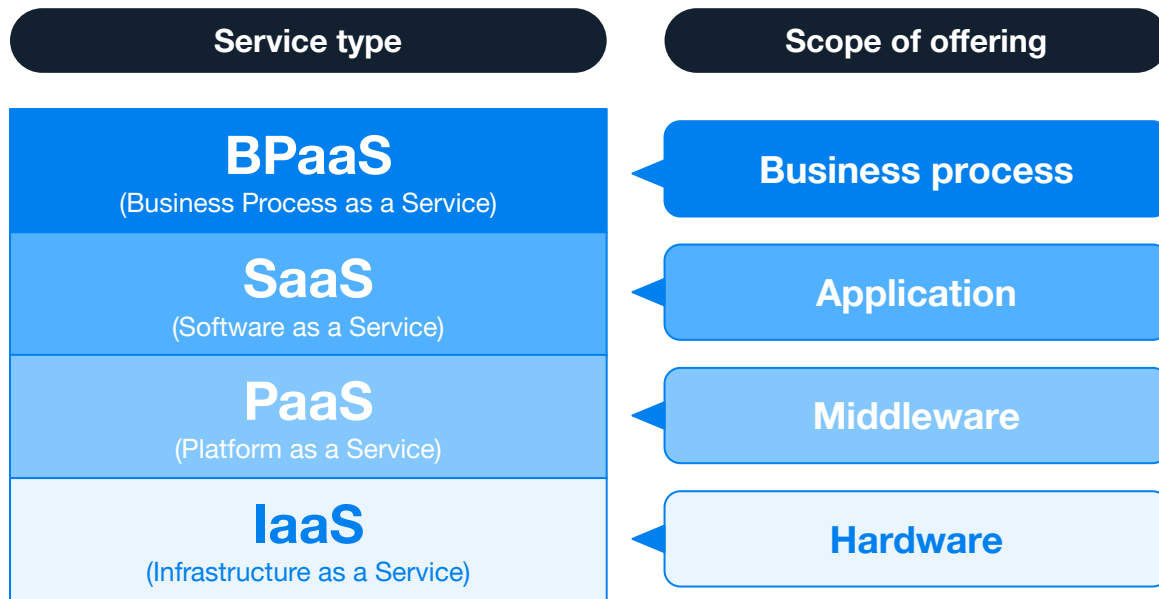 Service type
Scope of offering
BPaaS
(Business Process as a Service)
Business process
SaaS
(Software as a Service)
Application
PaaS
(Platform as a Service)
Middleware
IaaS
(Infrastructure as a Service)
Hardware